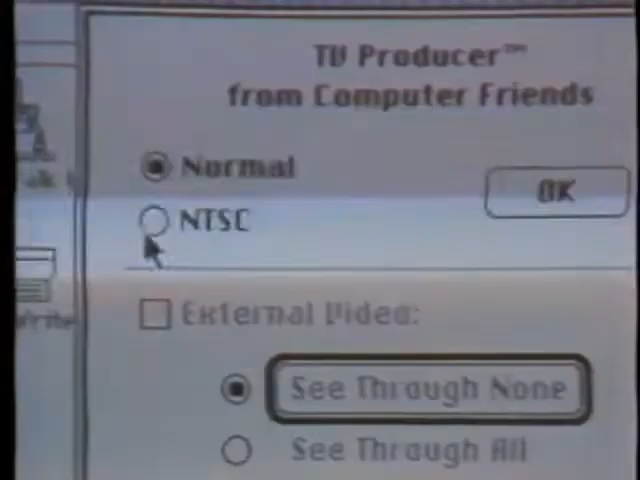 TV Producer™
from Computer Friends
Normal
OK
NTSC
External Video:
See Through None
See Through All